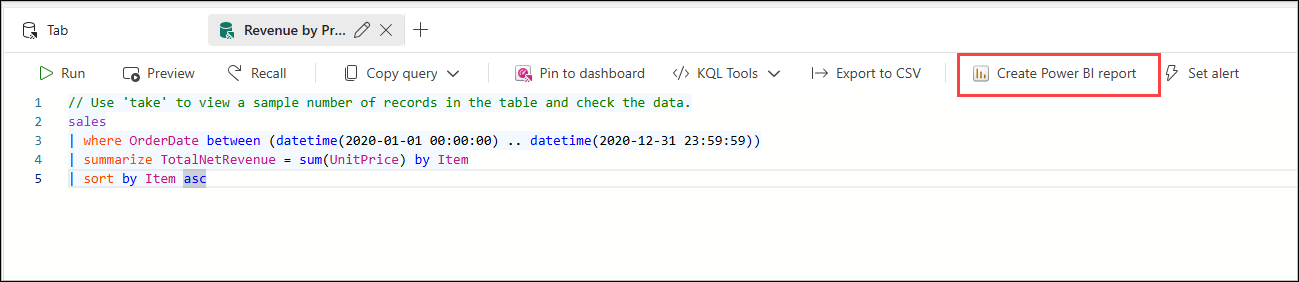 Tab Revenue by Pr...
Run Preview Recall Copy query Pin to dashboard KQL Tools Export to CSV Create Power BI report Set alert
1 // Use 'take' to view a sample number of records in the table and check the data.
2 sales
3 | where OrderDate between (datetime(2020-01-01 00:00:00) .. datetime(2020-12-31 23:59:59))
4 | summarize TotalNetRevenue = sum(UnitPrice) by Item
5 | sort by Item asc